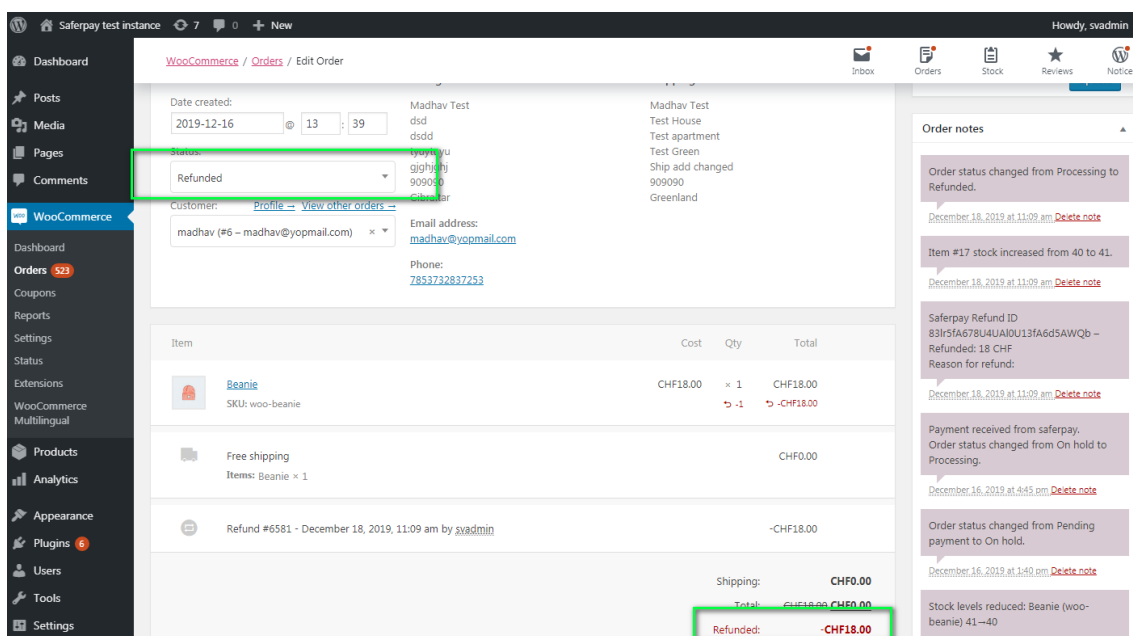 Saferpay test instance 7 0 + New Howdy, svadmin
Dashboard
Posts
Media
Pages
Comments
WooCommerce
Dashboard
Orders 523
Coupons
Reports
Settings
Status
Extensions
WooCommerce
Multilingual
Products
Analytics
Appearance
Plugins 6
Users
Tools
Settings
WooCommerce / Orders / Edit Order
Inbox Orders Stock Reviews Notice
Date created:
2019-12-16 @ 13 : 39
Status:
Refunded
Customer: Profile → View other orders →
madhav (#6 – madhav@yopmail.com) ×
Madhav Test
dsd
dsdd
gjghjghj
909090
Gibraltar
Email address:
madhav@yopmail.com
Phone:
7853732837253
Madhav Test
Test House
Test apartment
Test Green
Ship add changed
909090
Greenland
Item Cost Qty Total
Beanie CHF18.00 × 1 CHF18.00
SKU: woo-beanie -1 -CHF18.00
Free shipping CHF0.00
Items: Beanie × 1
Refund #6581 - December 18, 2019, 11:09 am by svadmin -CHF18.00
Shipping: CHF0.00
Total: CHF18.00 CHF0.00
Refunded: -CHF18.00
Order notes
Order status changed from Processing to
Refunded.
December 18, 2019 at 11:09 am Delete note
Item #17 stock increased from 40 to 41.
December 18, 2019 at 11:09 am Delete note
Saferpay Refund ID
Refunded: 18 CHF
Reason for refund:
December 18, 2019 at 11:09 am Delete note
Payment received from saferpay.
Order status changed from On hold to
Processing.
December 16, 2019 at 4:45 pm Delete note
Order status changed from Pending
payment to On hold.
December 16, 2019 at 1:40 pm Delete note
Stock levels reduced: Beanie (woo-
beanie) 41→40